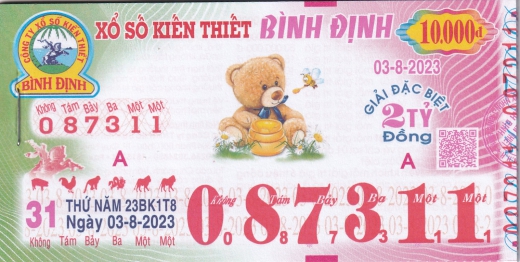 CÔNG TY XỔ SỐ KIẾN THIẾT
BÌNH ĐỊNH
XỔ SỐ KIẾN THIẾT BÌNH ĐỊNH
10.000đ
03-8-2023
GIẢI ĐẶC BIỆT
2 TỶ
Đồng
Không Tám Bảy Ba Một Một
087311
A
A
31
THỨ NĂM 23BK1T8
Ngày 03-8-2023
Không Tám Bảy Ba Một Một
087311
Không Tám Bảy Ba Một Một
0 8 7 3 1 1